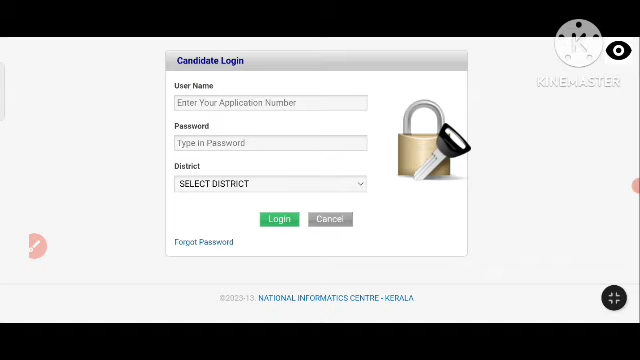 KINEMASTER
Candidate Login
User Name
Enter Your Application Number
Password
Type in Password
District
SELECT DISTRICT
Login Cancel
Forgot Password
©2023-13. NATIONAL INFORMATICS CENTRE - KERALA